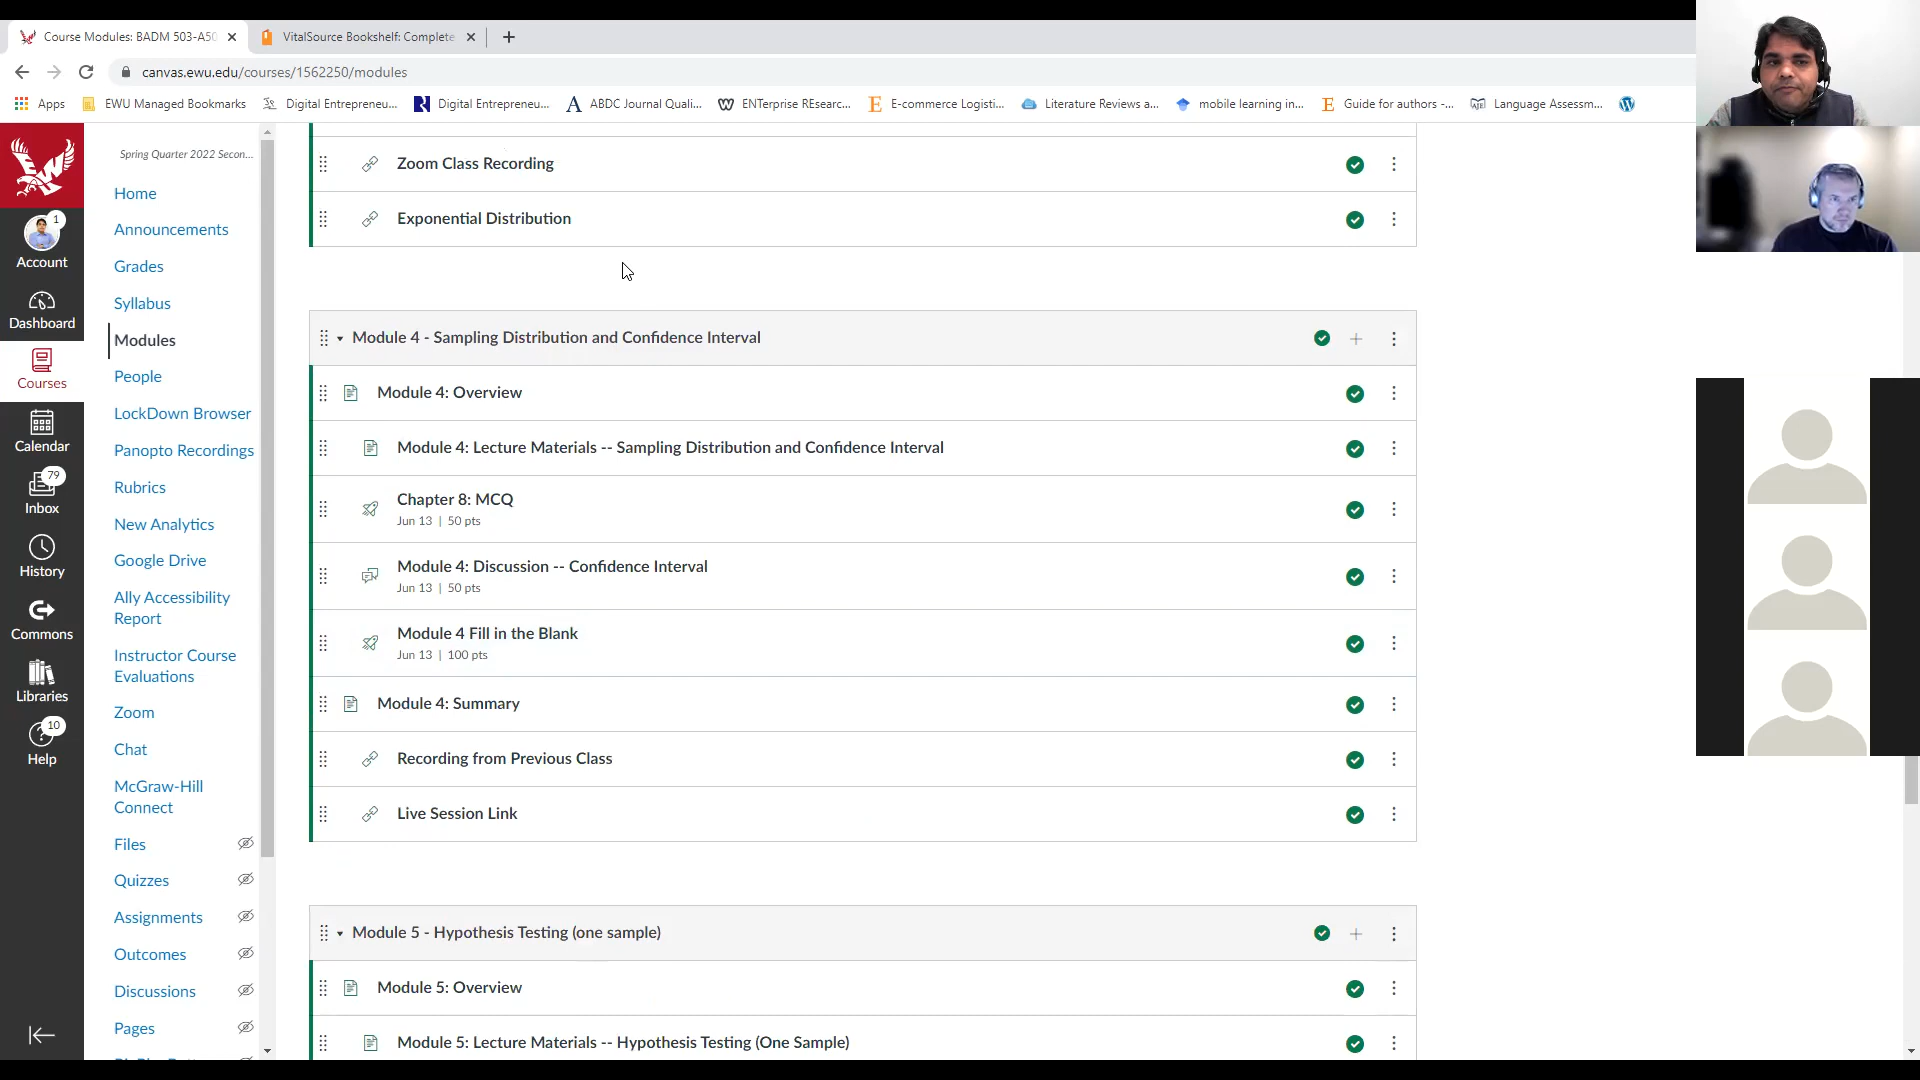 Course Modules: BADM 503-A50
VitalSource Bookshelf: Complete
canvas.ewu.edu/courses/1562250/modules
Apps
EWU Managed Bookmarks
Digital Entrepreneu...
Digital Entrepreneu...
ABDC Journal Quali...
ENTerprise REsearc...
E-commerce Logisti...
Literature Reviews a...
mobile learning in...
Guide for authors -...
Language Assessm...
1
Account
Dashboard
Courses
Calendar
79
Inbox
History
Commons
Libraries
10
Help
Spring Quarter 2022 Secon...
Home
Announcements
Grades
Syllabus
Modules
People
LockDown Browser
Panopto Recordings
Rubrics
New Analytics
Google Drive
Ally Accessibility
Report
Instructor Course
Evaluations
Zoom
Chat
McGraw-Hill
Connect
Files
Quizzes
Assignments
Outcomes
Discussions
Pages
Zoom Class Recording
Exponential Distribution
Module 4 - Sampling Distribution and Confidence Interval
Module 4: Overview
Module 4: Lecture Materials -- Sampling Distribution and Confidence Interval
Chapter 8: MCQ
Jun 13 | 50 pts
Module 4: Discussion -- Confidence Interval
Jun 13 | 50 pts
Module 4 Fill in the Blank
Jun 13 | 100 pts
Module 4: Summary
Recording from Previous Class
Live Session Link
Module 5 - Hypothesis Testing (one sample)
Module 5: Overview
Module 5: Lecture Materials -- Hypothesis Testing (One Sample)